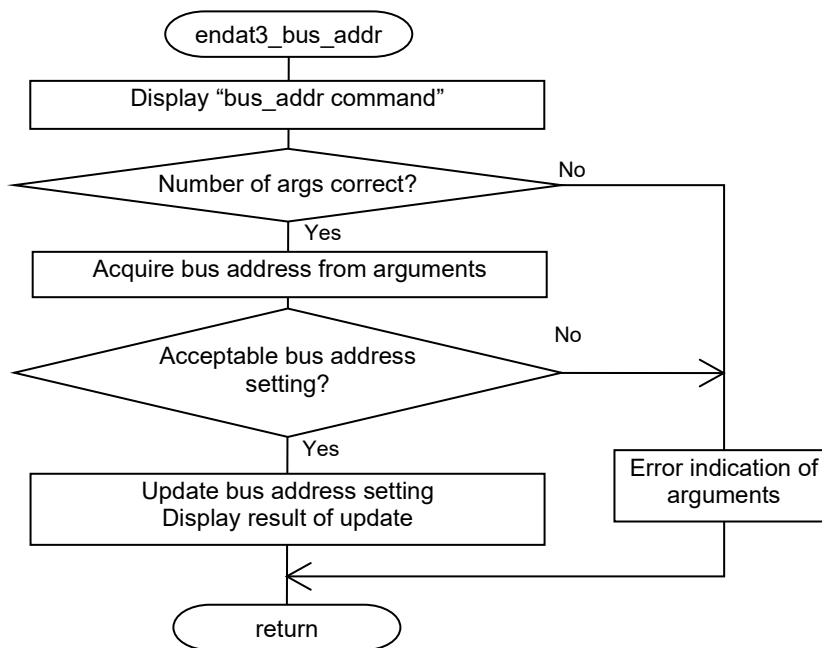 endat3_bus_addr
Display “bus_addr command”
Number of args correct?
No
Yes
Acquire bus address from arguments
No
Acceptable bus address
setting?
Yes
Update bus address setting
Display result of update
Error indication of
arguments
return